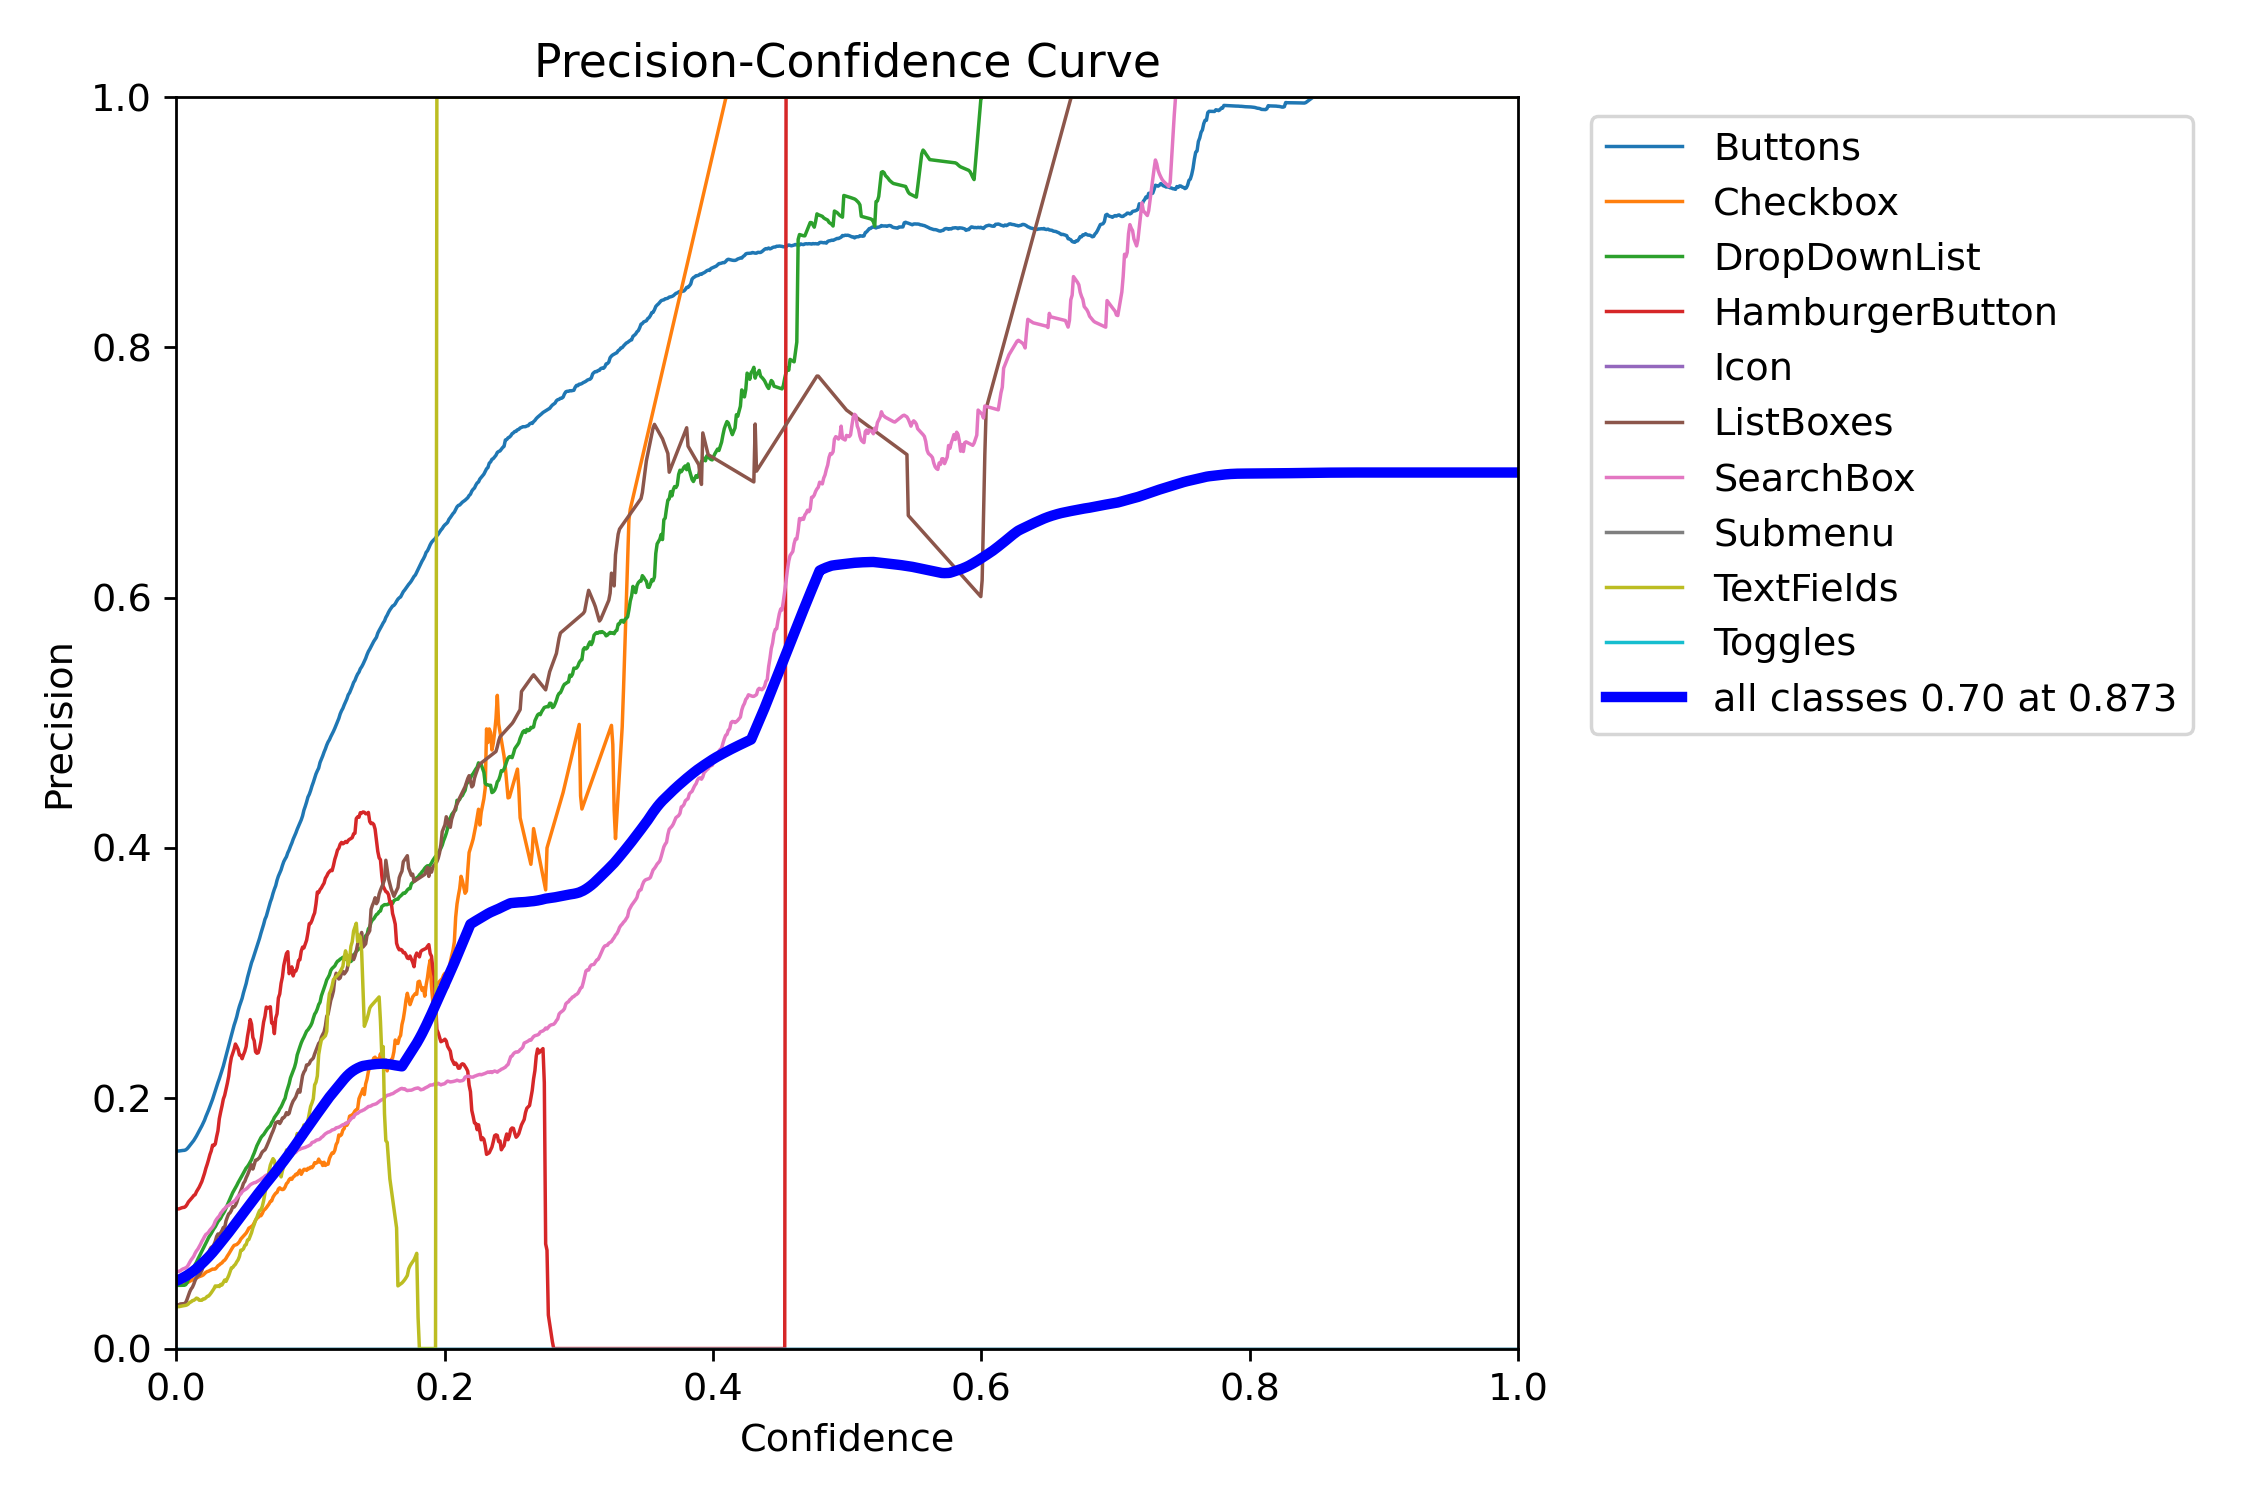 Precision-Confidence Curve
1.0
0.8
0.6
0.4
0.2
0.0
Precision
0.0 0.2 0.4 0.6 0.8 1.0
Confidence
Buttons
Checkbox
DropDownList
HamburgerButton
Icon
ListBoxes
SearchBox
Submenu
TextFields
Toggles
all classes 0.70 at 0.873